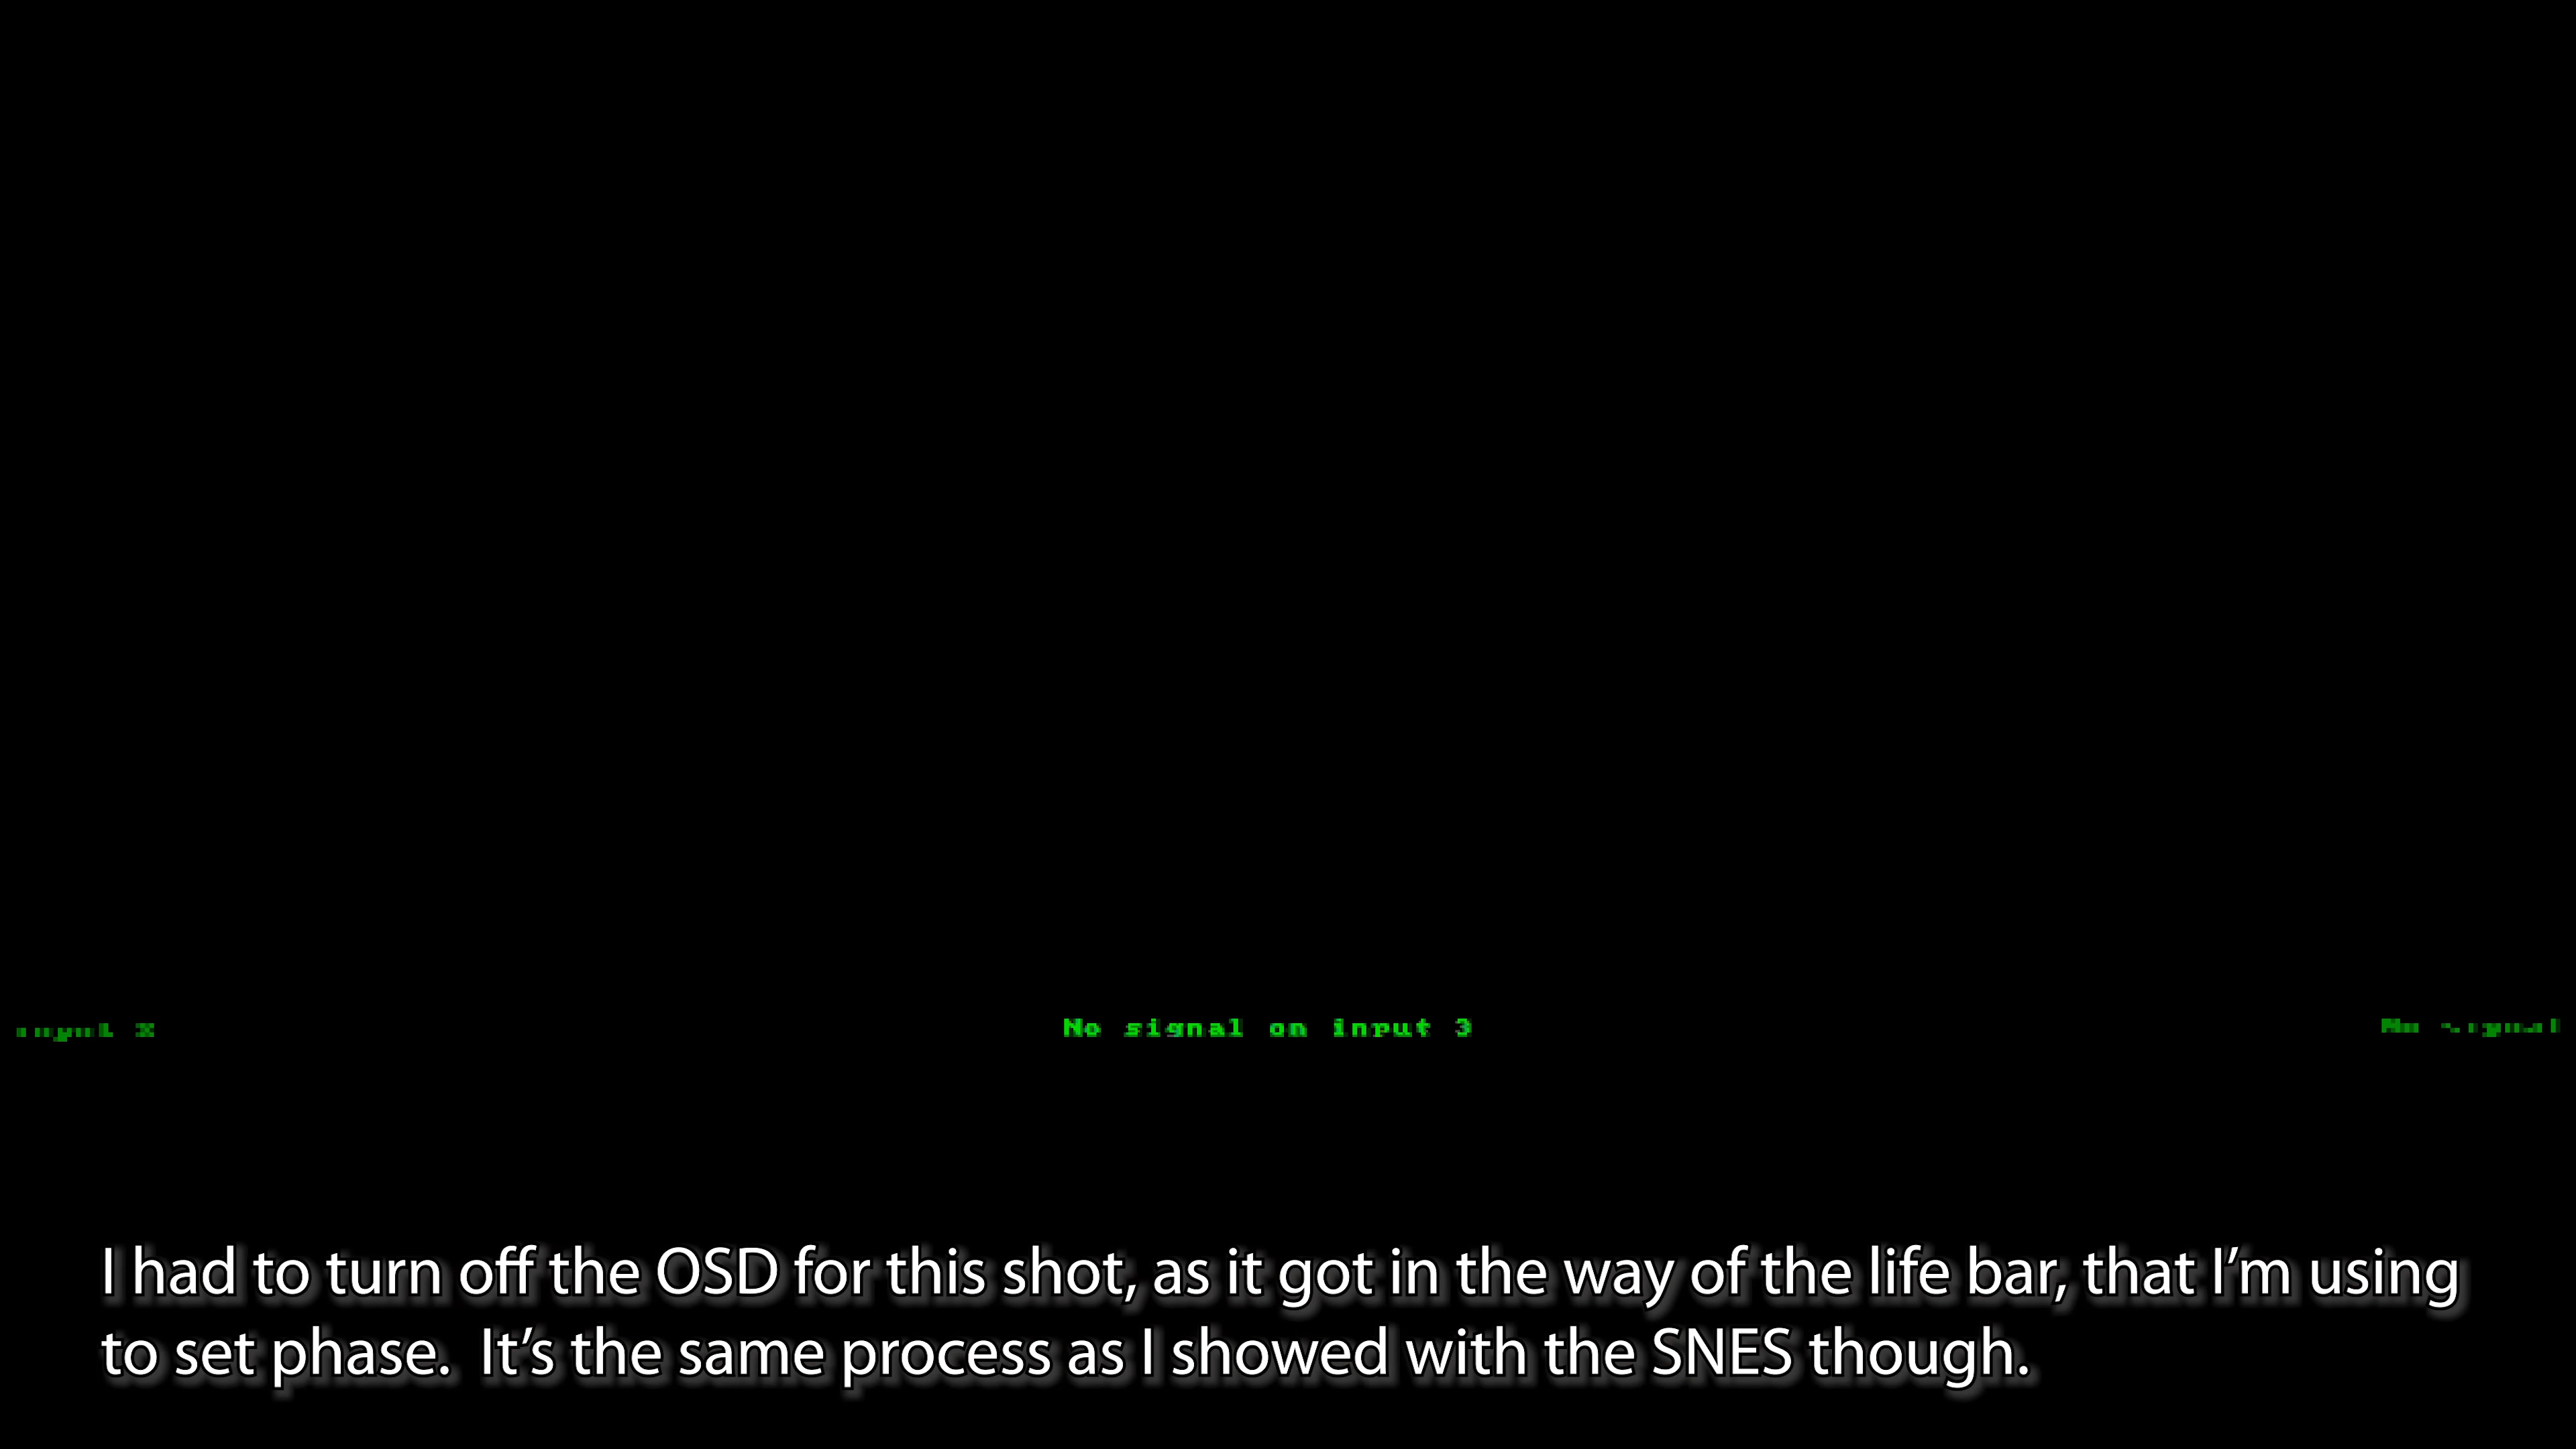 No signal on input 3
I had to turn off the OSD for this shot, as it got in the way of the life bar, that I'm using
to set phase.  It's the same process as I showed with the SNES though.